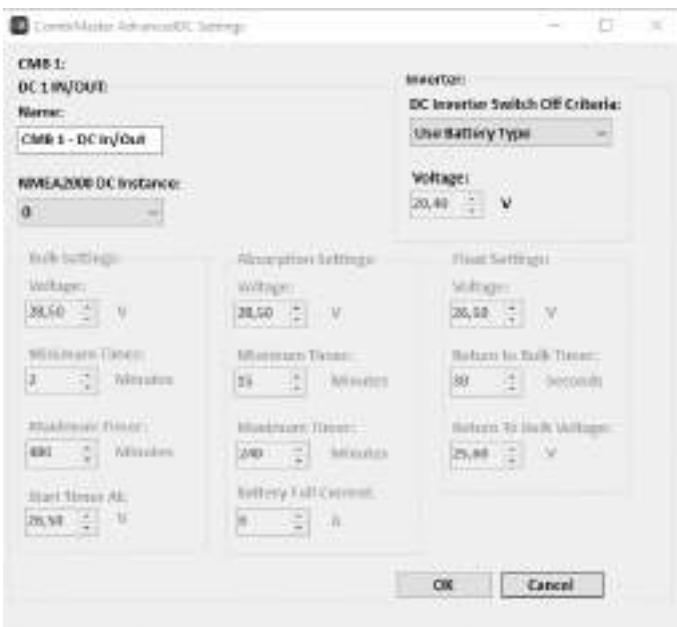 CombiMaster AdvancedDC Settings
CMB 1:
DC 1 IN/OUT:
Name:
CMB 1 - DC In/Out
NMEA2000 DC Instance:
0
Inverter:
DC Inverter Switch Off Criteria:
Use Battery Type
Voltage:
20,40 V
Bulk Settings:
Voltage:
28,50 V
Minimum Timer:
2 Minutes
Maximum Timer:
480 Minutes
Start Timer At:
26,50 V
Absorption Settings:
Voltage:
28,50 V
Minimum Timer:
15 Minutes
Maximum Timer:
240 Minutes
Battery Full Current:
A
Float Settings:
Voltage:
26,50 V
Return to Bulk Timer:
30 Seconds
Return To Bulk Voltage:
V
OK
Cancel